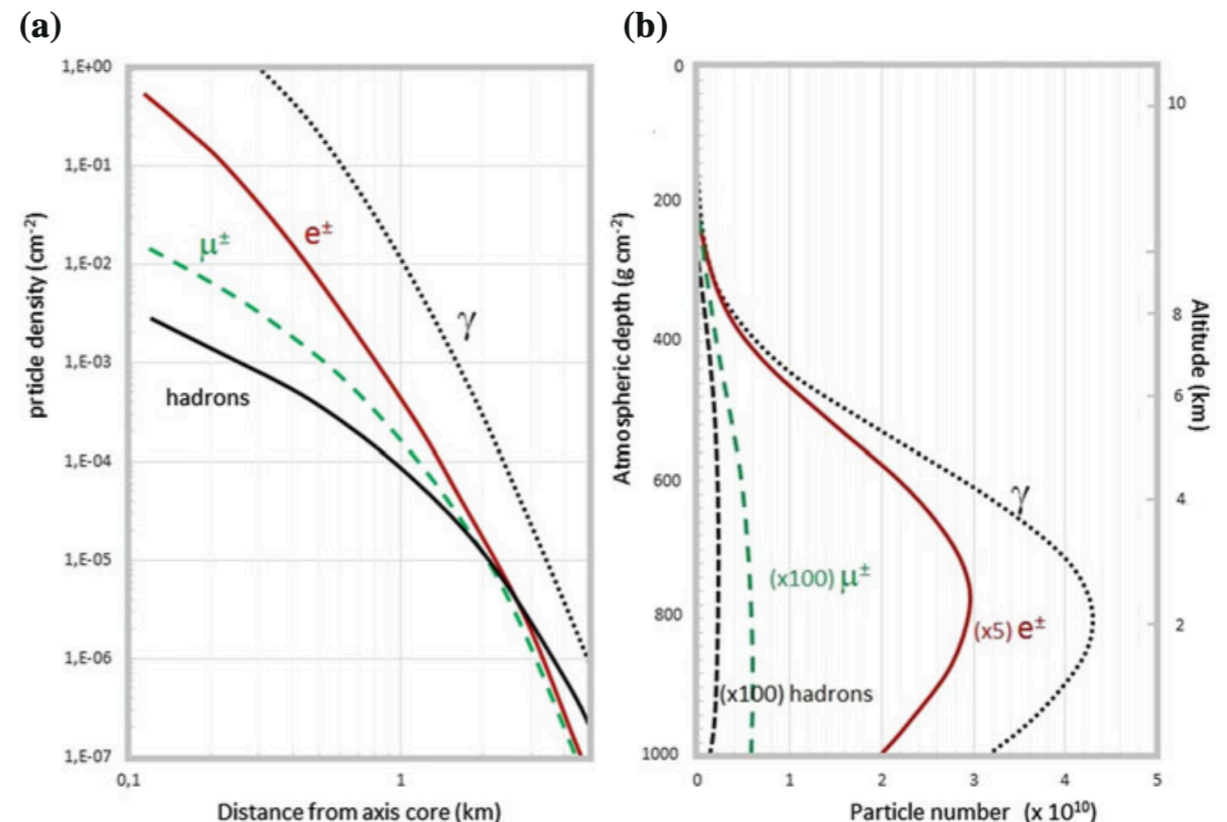 (a)
prticle density (cm-2)
1,E+00
1,E-01
1,E-02
1,E-03
1,E-04
1,E-05
1,E-06
1,E-07
μ±
e±
γ
hadrons
0,1
1
Distance from axis core (km)
(b)
Atmospheric depth (g cm-2)
0
200
400
600
800
1000
10
8
6
4
2
Altitude (km)
γ
(x100) μ±
(x5) e±
(x100) hadrons
0
1
2
3
4
5
Particle number (x 10¹⁰)